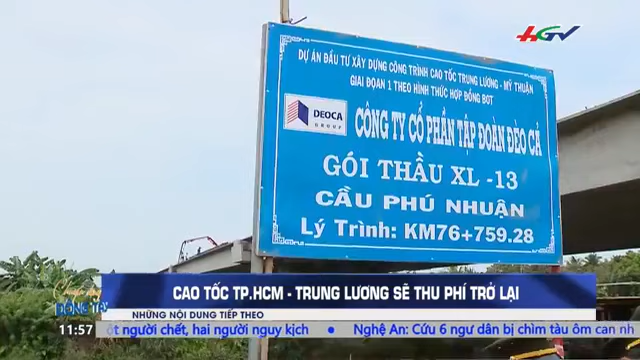 HGV
DỰ ÁN ĐẦU TƯ XÂY DỰNG CÔNG TRÌNH CAO TỐC TRUNG LƯƠNG - MỸ THUẬN
GIAI ĐOẠN 1 THEO HÌNH THỨC HỢP ĐỒNG BOT
DEOCA
GROUP
CÔNG TY CỔ PHẦN TẬP ĐOÀN ĐÈO CẢ
GÓI THẦU XL -13
CẦU PHÚ NHUẬN
Lý Trình: KM76+759.28
CAO TỐC TP.HCM - TRUNG LƯƠNG SẼ THU PHÍ TRỞ LẠI
NHỮNG NỘI DUNG TIẾP THEO
11:57
ột người chết, hai người nguy kịch
Nghệ An: Cứu 6 ngư dân bị chìm tàu ôm can nh